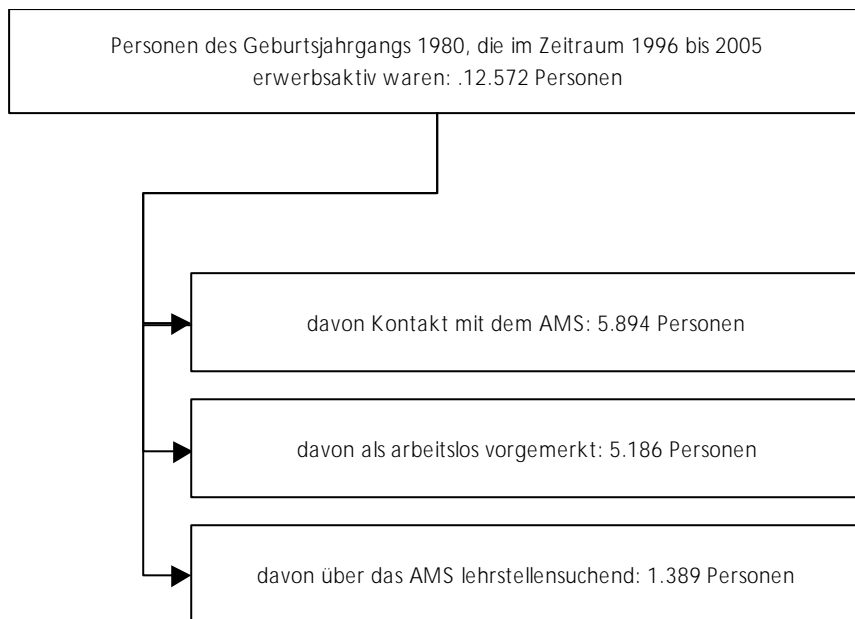 Personen des Geburtsjahrgangs 1980, die im Zeitraum 1996 bis 2005
erwerbsaktiv waren: .12.572 Personen
davon Kontakt mit dem AMS: 5.894 Personen
davon als arbeitslos vorgemerkt: 5.186 Personen
davon über das AMS lehrstellensuchend: 1.389 Personen